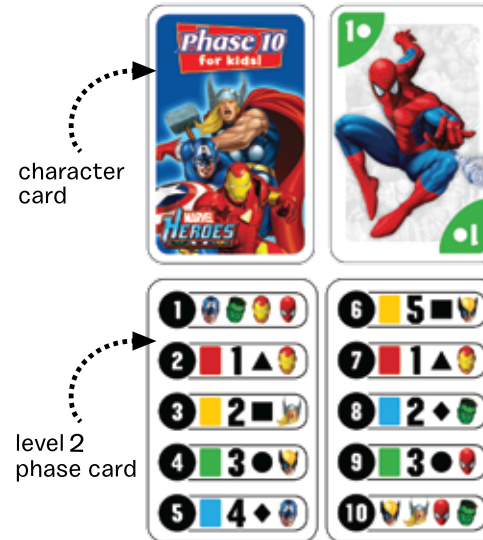 phase 10
for kids!
1
character
card
MARVEL
HEROES
1
1
2 1
3 2
4 3
5 4
6 5
7 1
8 2
9 3
10
level 2
phase card